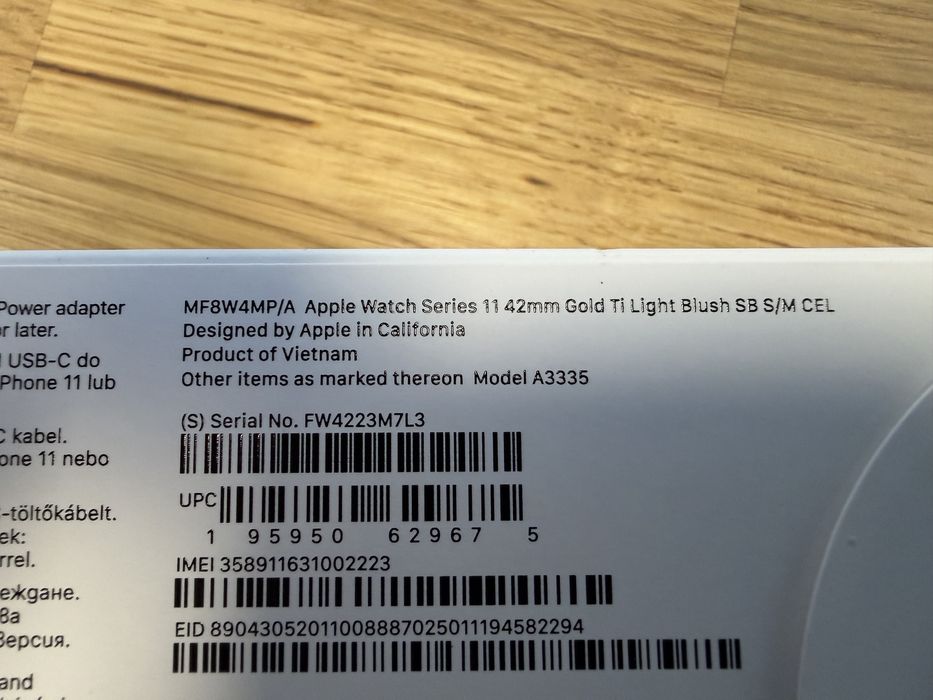 Power adapter
r later.
USB-C do
Phone 11 lub
C kabel.
one 11 nebo
-töltőkábelt.
ek:
rrel.
еждане.
ва
версия.
and
MF8W4MP/A Apple Watch Series 11 42mm Gold Ti Light Blush SB S/M CEL
Designed by Apple in California
Product of Vietnam
Other items as marked thereon Model A3335
(S) Serial No. FW4223M7L3
UPC
1 95950 62967 5
IMEI 358911631002223
EID 89043052011008887025011194582294